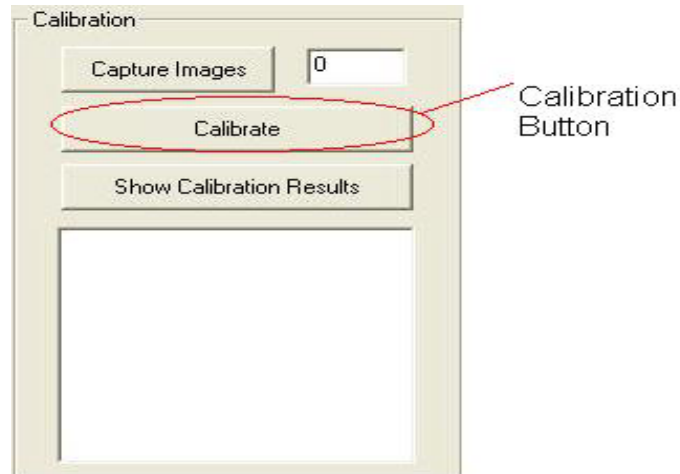 Calibration
Capture Images
0
Calibrate
Calibration
Button
Show Calibration Results